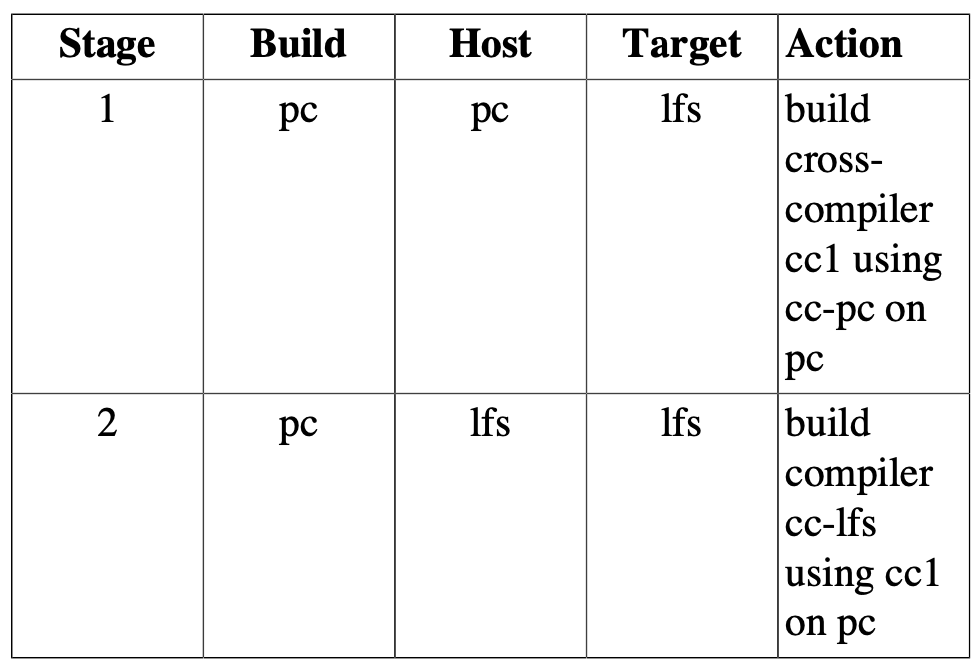 Stage Build Host Target Action
1 pc pc lfs build
cross-
compiler
cc1 using
cc-pc on
pc
2 pc lfs lfs build
compiler
cc-lfs
using cc1
on pc